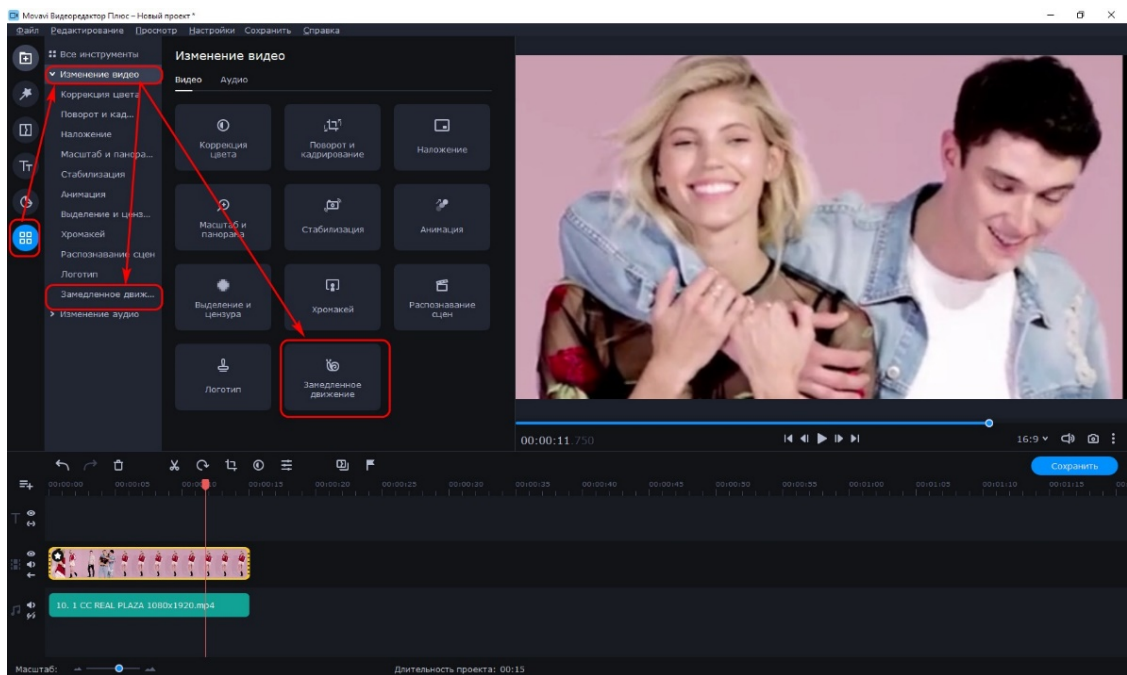 Movavi Видеоредактор Плюс – Новый проект *
Файл Редактирование Просмотр Настройки Сохранить Справка
Все инструменты
Изменение видео
Коррекция цвета
Поворот и кад...
Наложение
Масштаб и панора...
Стабилизация
Анимация
Выделение и ценз...
Хромакей
Распознавание сцен
Логотип
Замедленное движ...
Изменение аудио
Изменение видео
Видео Аудио
Коррекция
цвета
Поворот и
кадрирование
Наложение
Масштаб и
панорама
Стабилизация
Анимация
Выделение и
цензура
Хромакей
Распознавание
сцен
Логотип
Замедленное
движение
00:00:11.750
16:9
Сохранить
00:00:00 00:00:05 00:00:10 00:00:15 00:00:20 00:00:25 00:00:30 00:00:35 00:00:40 00:00:45 00:00:50 00:00:55 00:01:00 00:01:05 00:01:10 00:01:15 00:
10. 1 CC REAL PLAZA 1080x1920.mp4
Масштаб:
Длительность проекта: 00:15